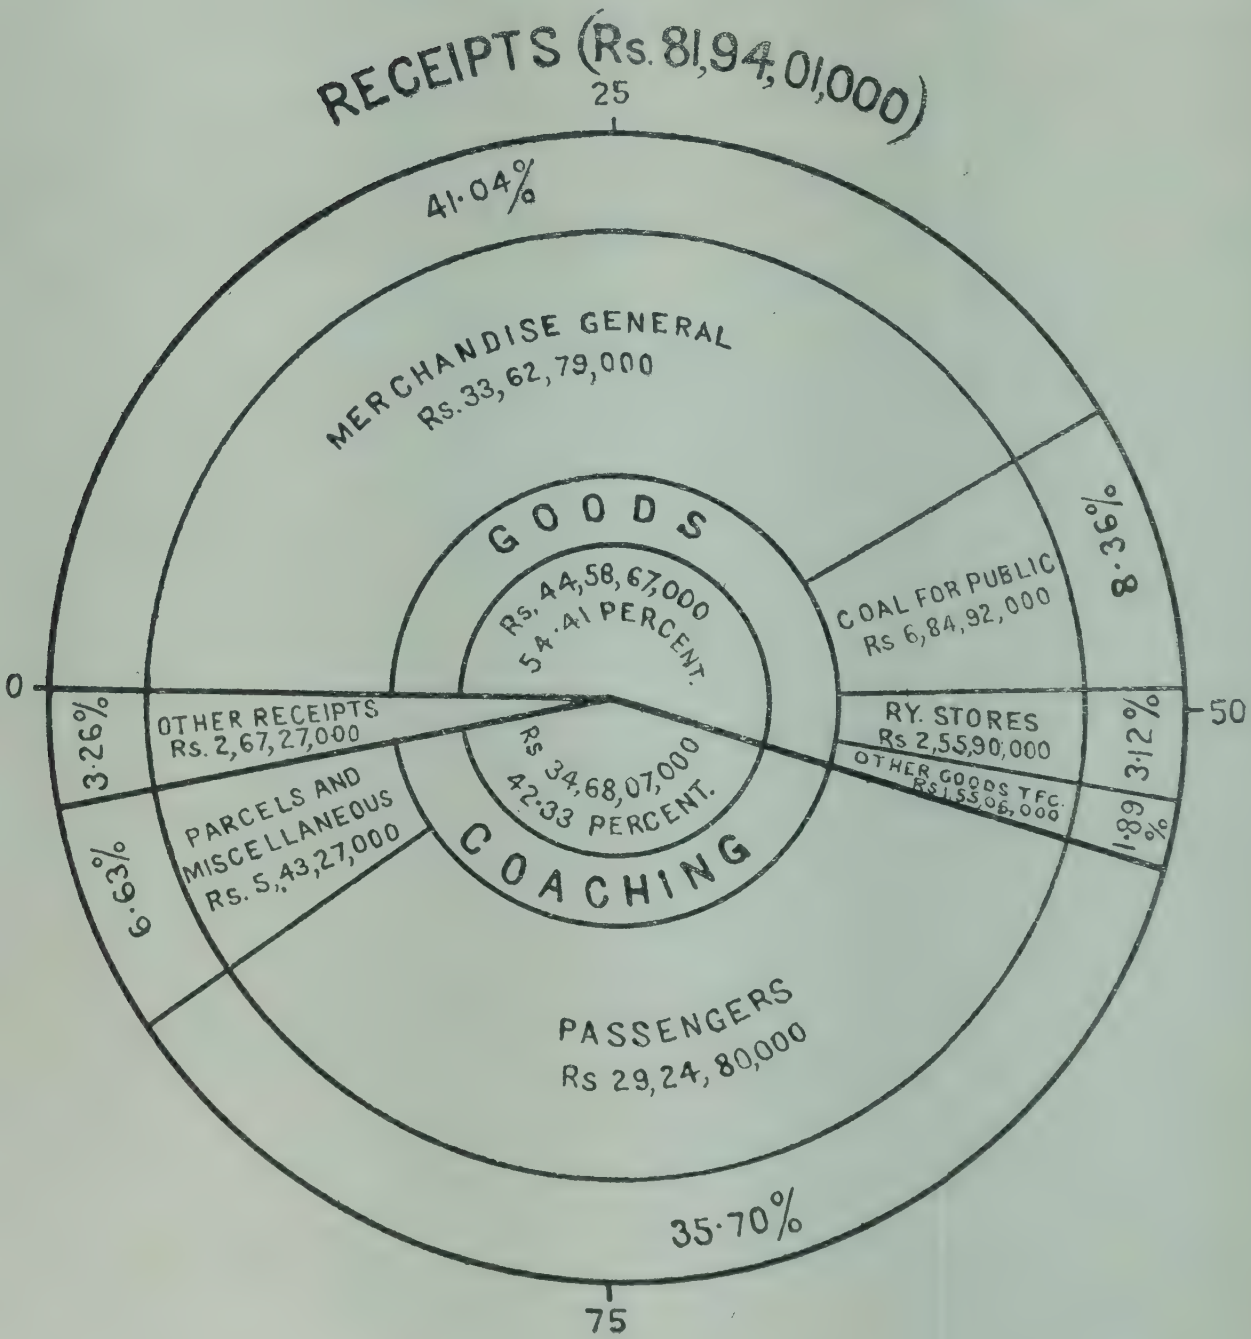 RECEIPTS (Rs. 81,94,01,000)
25
41·04%
MERCHANDISE GENERAL
Rs. 33,62,79,000
GOODS
Rs. 44,58,67,000
54·41 PERCENT.
8·36%
COAL FOR PUBLIC
Rs 6,84,92,000
0
50
3·26%
OTHER RECEIPTS
Rs. 2,67,27,000
RY. STORES
Rs 2,55,90,000
3·12%
OTHER GOODS TFC.
Rs 1,55,06,000
1·89
%
Rs 34,68,07,000
42·33 PERCENT.
COACHING
PARCELS AND
MISCELLANEOUS
Rs. 5,43,27,000
6·63%
PASSENGERS
Rs 29,24,80,000
35·70%
75